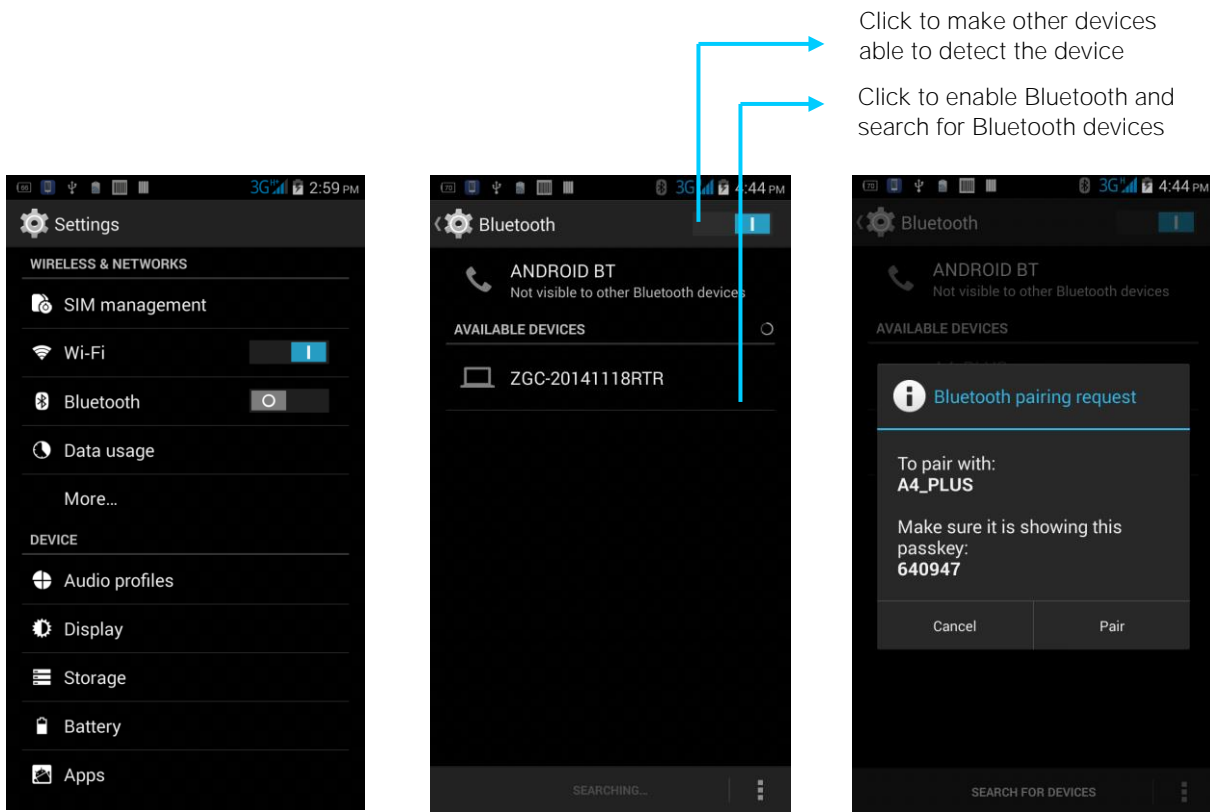 Click to make other devices
able to detect the device
Click to enable Bluetooth and
search for Bluetooth devices
3G 2:59 PM
Settings
WIRELESS & NETWORKS
SIM management
Wi-Fi
Bluetooth
Data usage
More...
DEVICE
Audio profiles
Display
Storage
Battery
Apps
3G 4:44 PM
Bluetooth
ANDROID BT
Not visible to other Bluetooth devices
AVAILABLE DEVICES
ZGC-20141118RTR
SEARCHING...
3G 4:44 PM
Bluetooth
ANDROID BT
Not visible to other Bluetooth devices
AVAILABLE DEVICES
Bluetooth pairing request
To pair with:
A4_PLUS
Make sure it is showing this
passkey:
640947
Cancel Pair
SEARCH FOR DEVICES